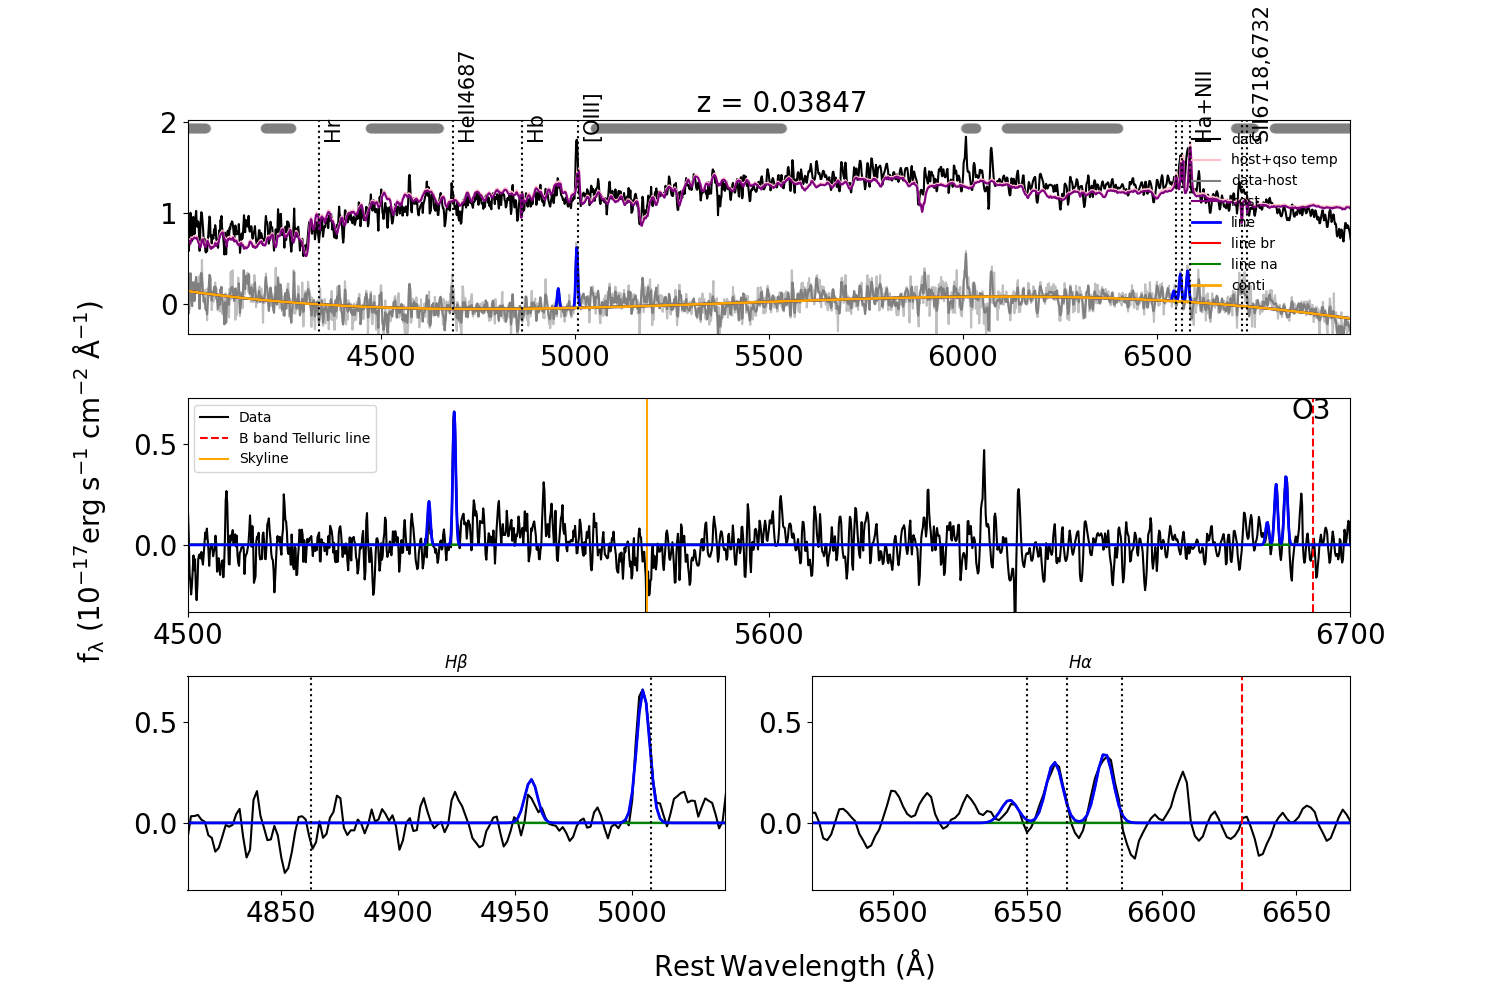 z = 0.03847
Hr
HeII4687
Hb
[OIII]
Ha+NII
SII6718,6732
data
host+qso temp
data-host
host
line
line br
line na
conti
2
1
0
4500 5000 5500 6000 6500
fλ (10⁻¹⁷erg s⁻¹ cm⁻² Å⁻¹)
Data
B band Telluric line
Skyline
O3
0.5
0.0
4500 5600 6700
Hβ
0.5
0.0
4850 4900 4950 5000
Hα
0.5
0.0
6500 6550 6600 6650
Rest Wavelength (Å)